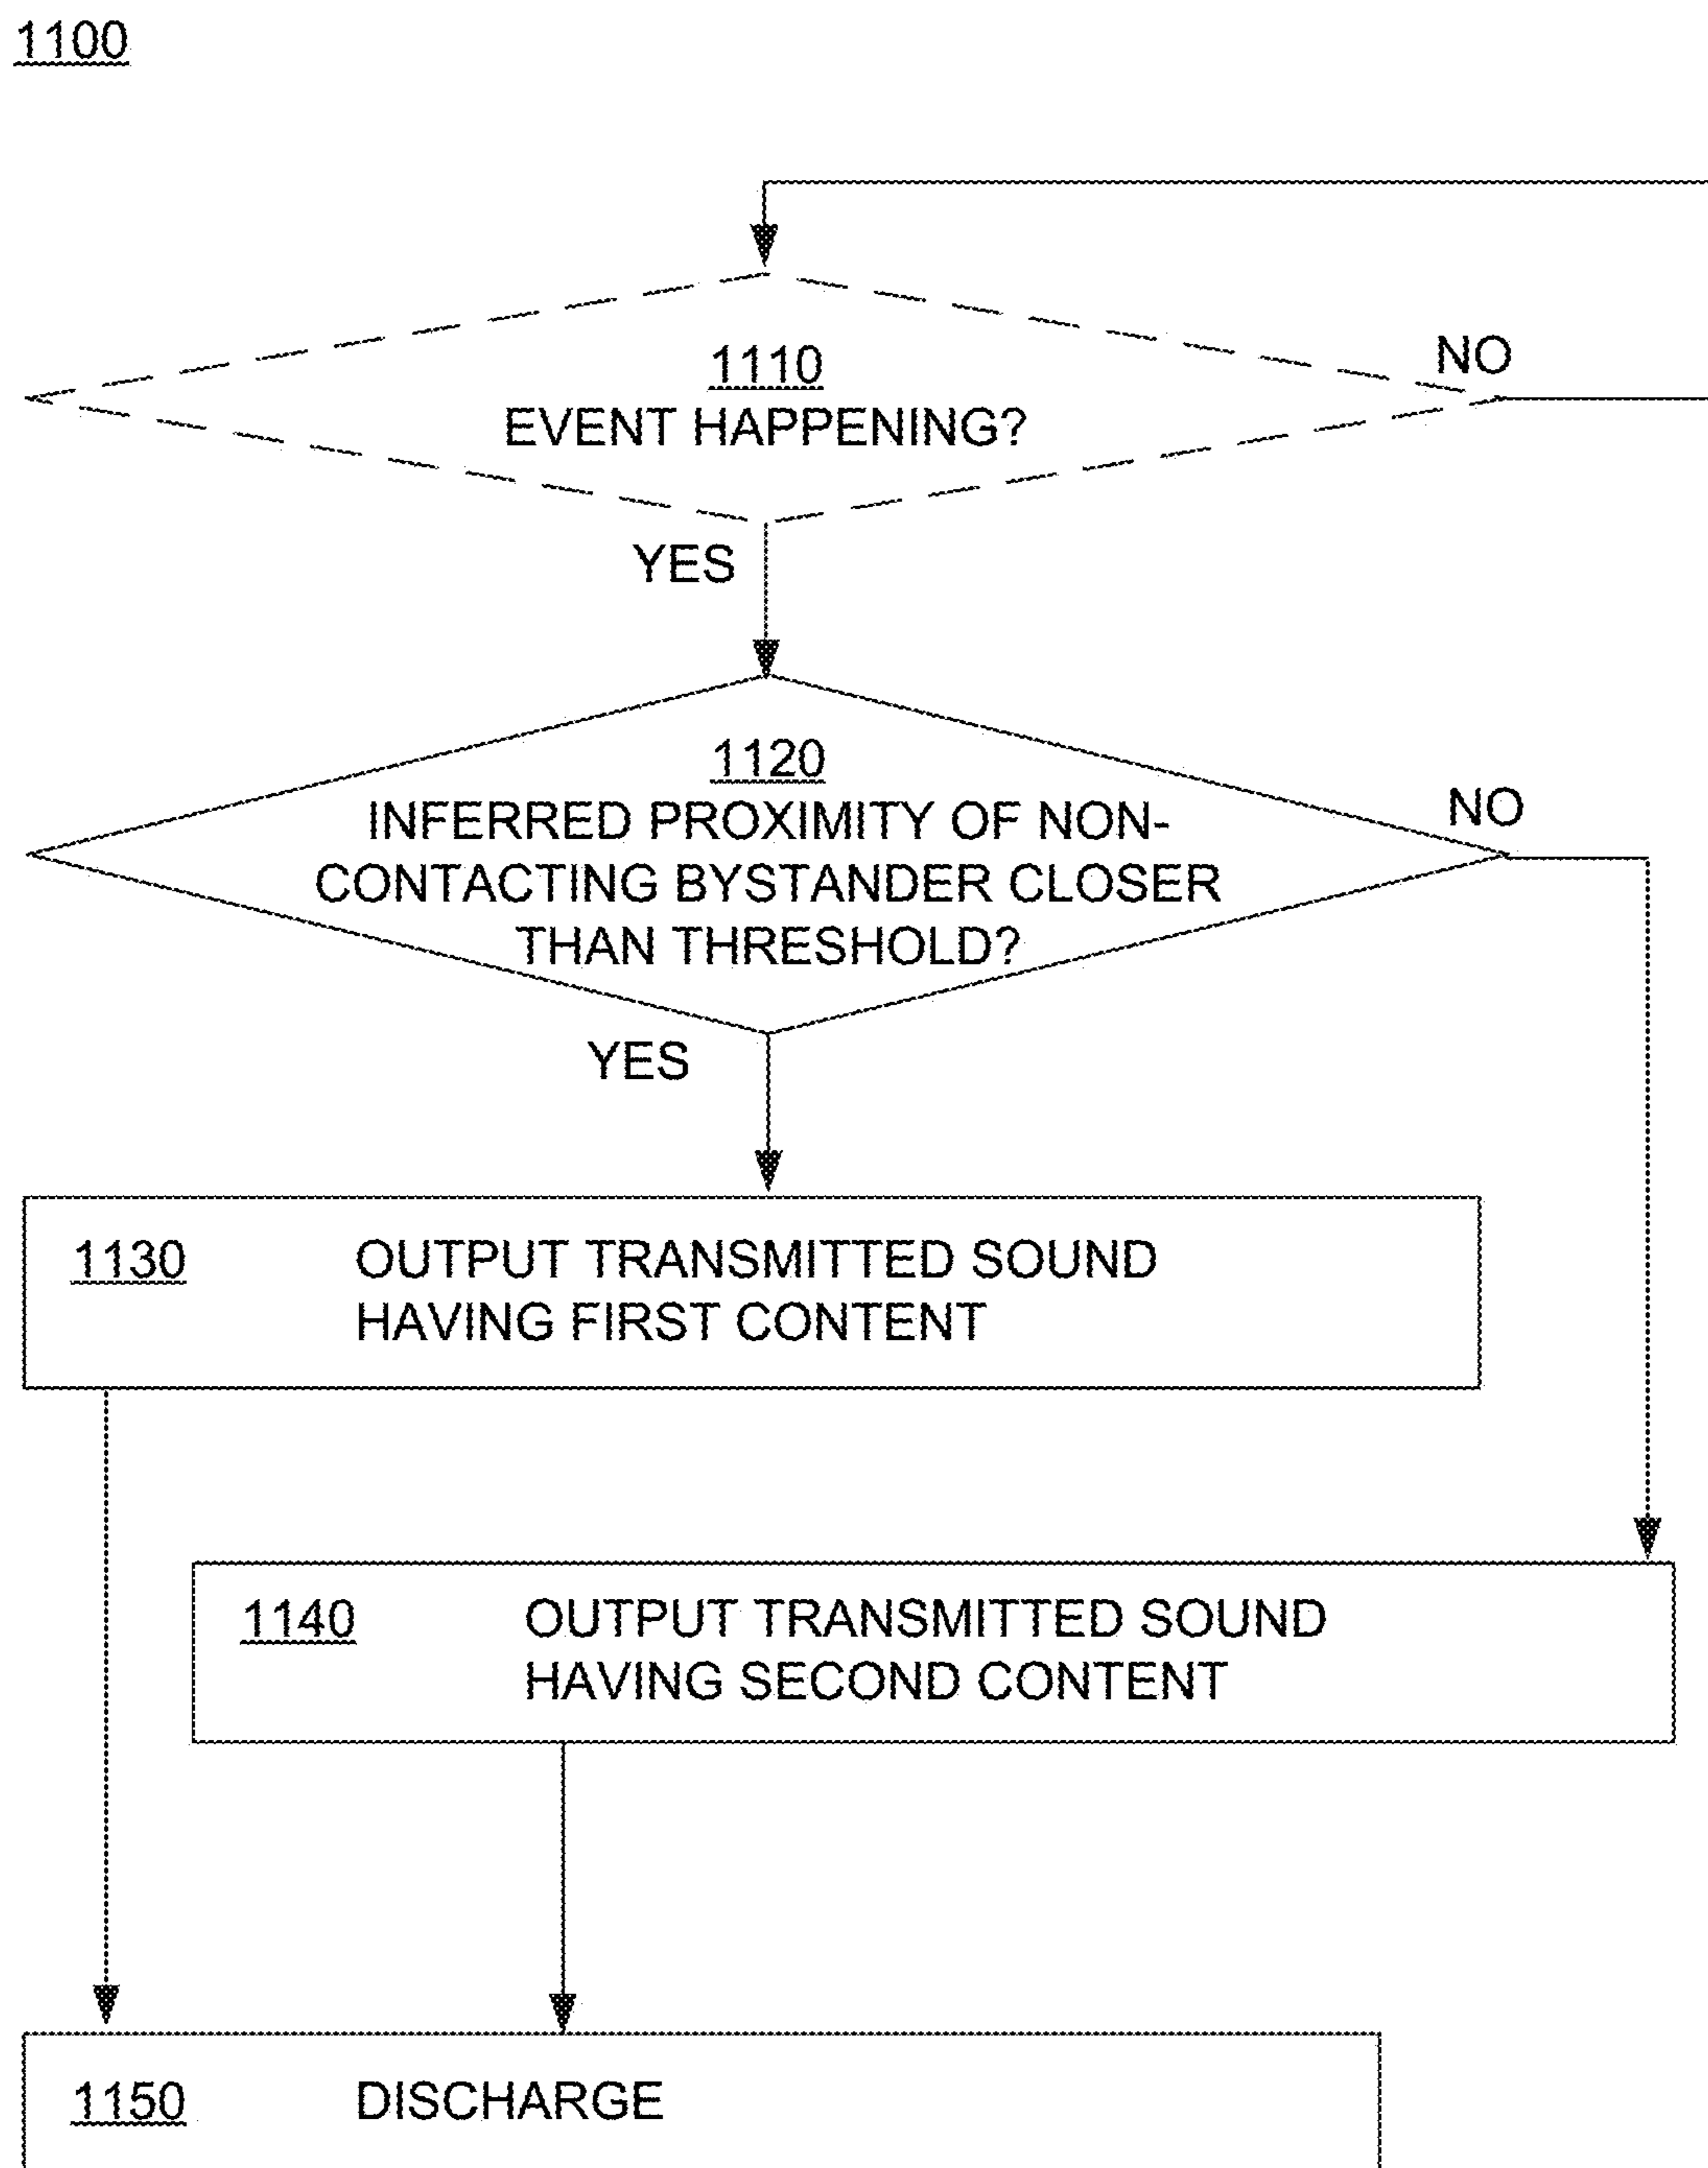 1100
1110
NO
EVENT HAPPENING?
YES
1120
NO
INFERRED PROXIMITY OF NON-
CONTACTING BYSTANDER CLOSER
THAN THRESHOLD?
YES
1130 OUTPUT TRANSMITTED SOUND
HAVING FIRST CONTENT
1140 OUTPUT TRANSMITTED SOUND
HAVING SECOND CONTENT
1150 DISCHARGE